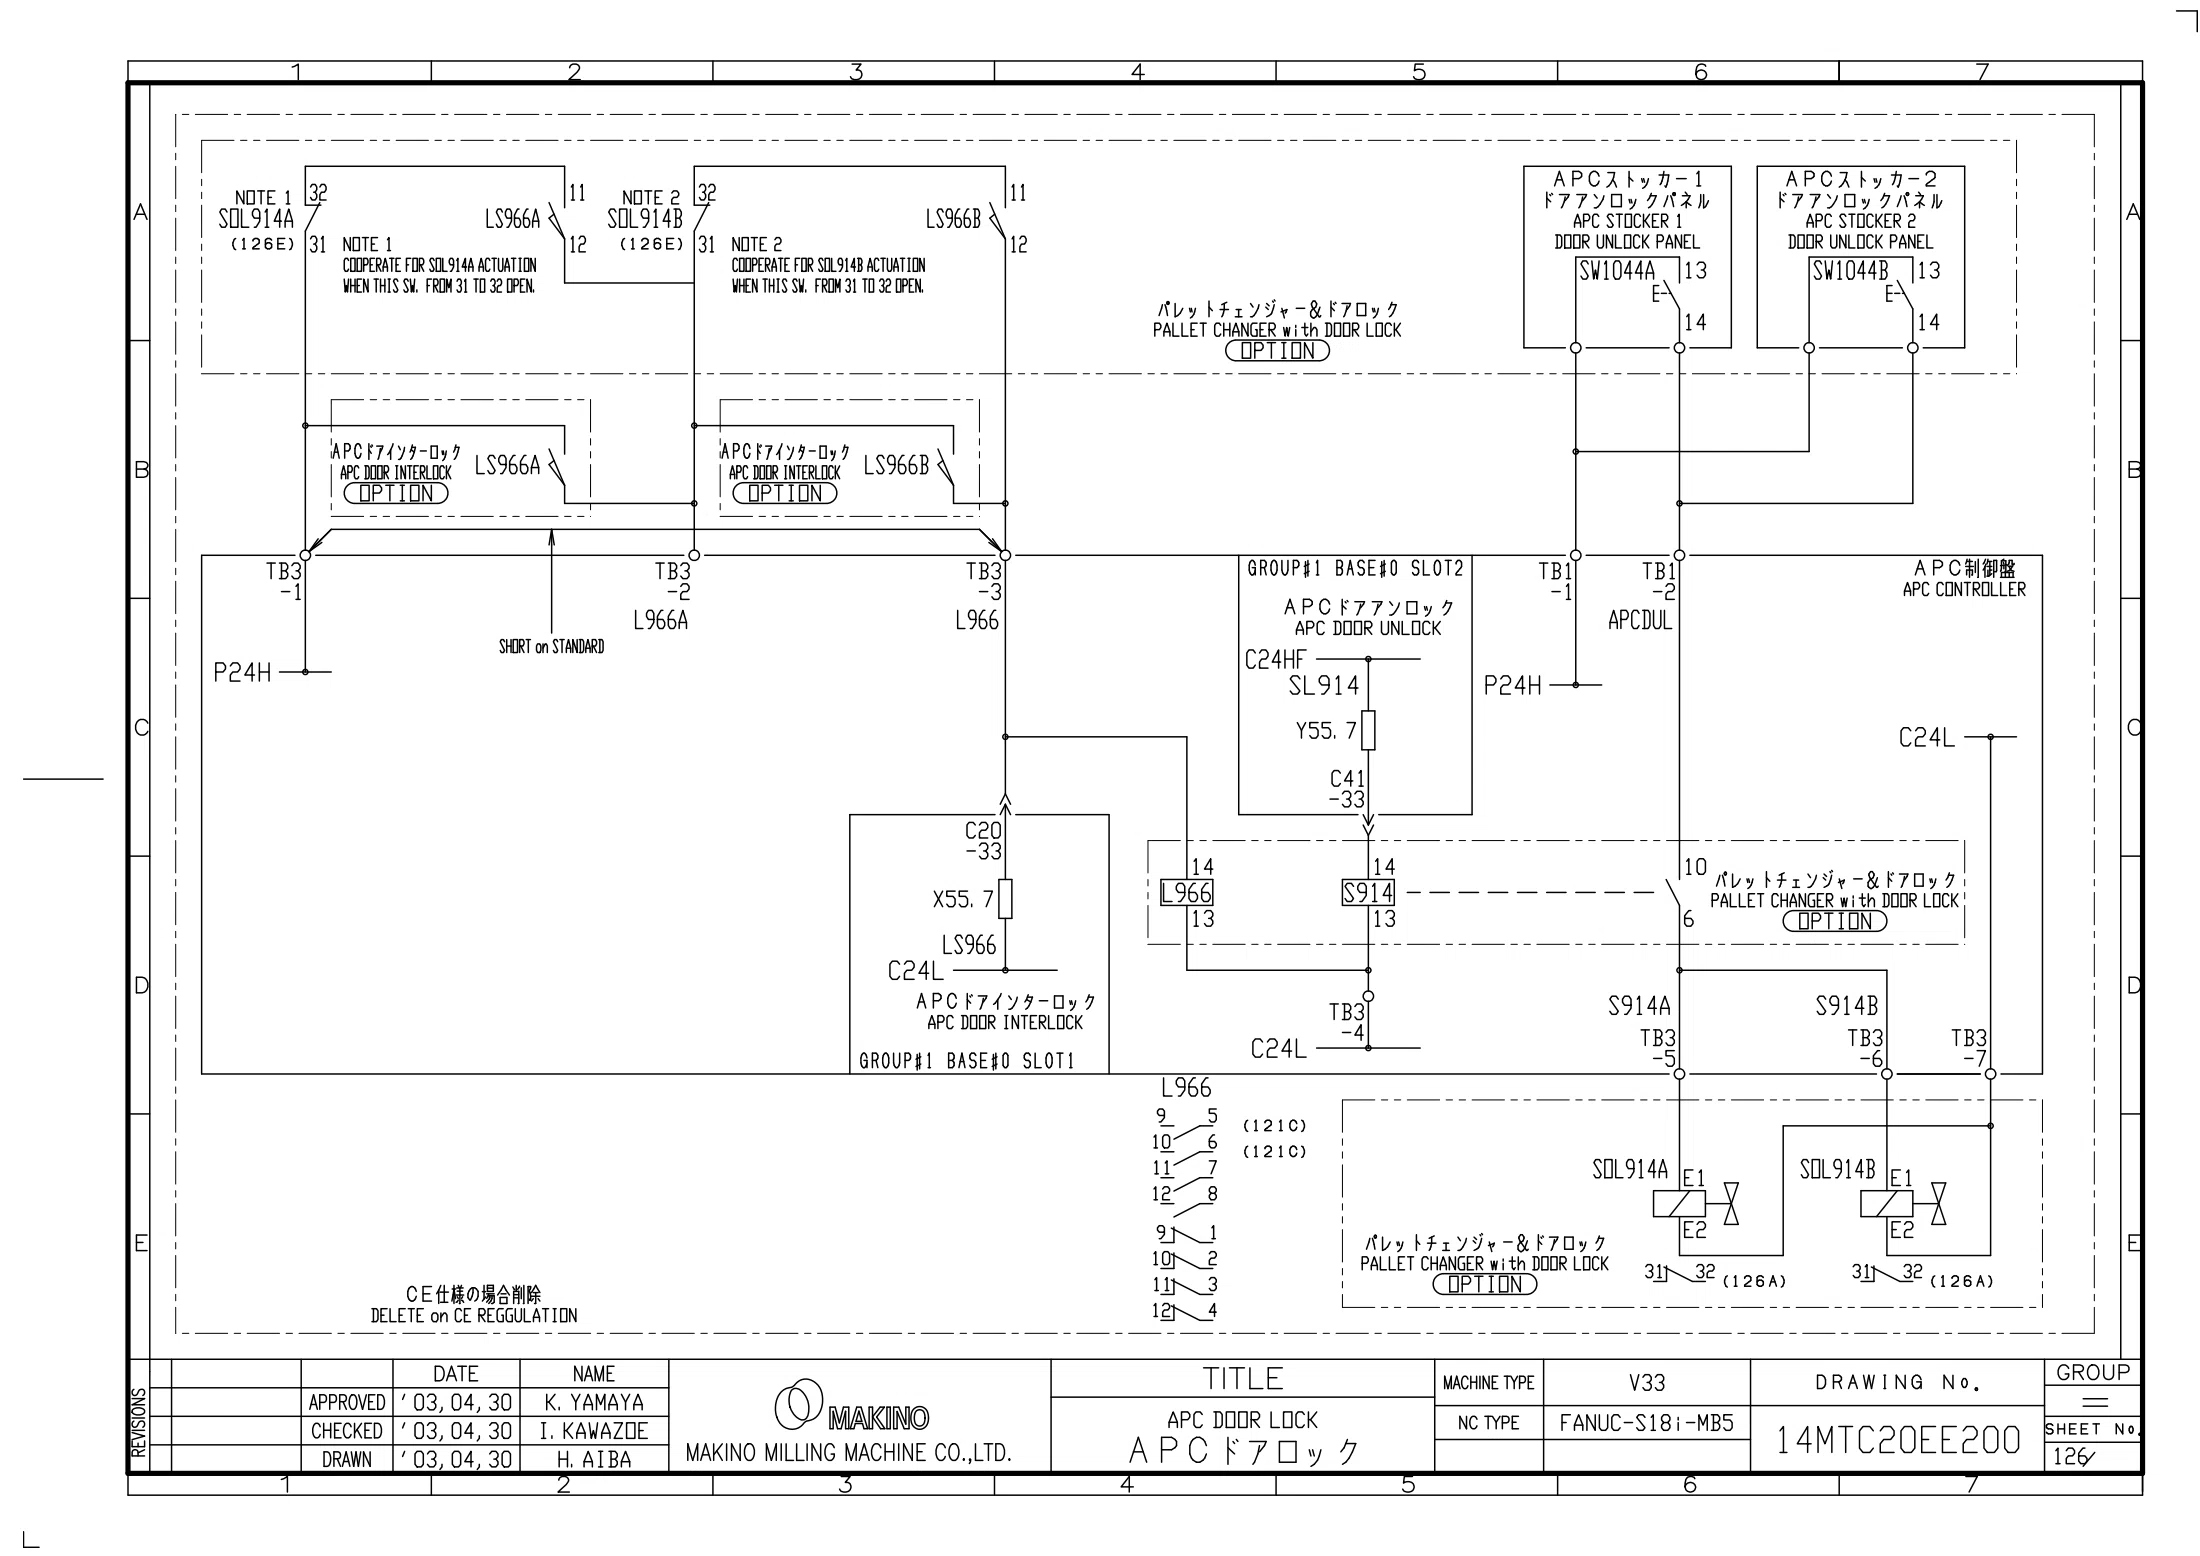 1 2 3 4 5 6 7
A
B
C
D
E
A
B
C
D
E
NOTE 1
SOL914A
(126E)
32
31
NOTE 1
COOPERATE FOR SOL914A ACTUATION
WHEN THIS SW. FROM 31 TO 32 OPEN.
LS966A
11
12
NOTE 2
SOL914B
(126E)
32
31
NOTE 2
COOPERATE FOR SOL914B ACTUATION
WHEN THIS SW. FROM 31 TO 32 OPEN.
LS966B
11
12
パレットチェンジャー&ドアロック
PALLET CHANGER with DOOR LOCK
OPTION
APCストッカー1
ドアアンロックパネル
APC STOCKER 1
DOOR UNLOCK PANEL
SW1044A
13
E
14
APCストッカー2
ドアアンロックパネル
APC STOCKER 2
DOOR UNLOCK PANEL
SW1044B
13
E
14
APCドアインターロック
APC DOOR INTERLOCK
OPTION
LS966A
APCドアインターロック
APC DOOR INTERLOCK
OPTION
LS966B
TB3
-1
P24H
SHORT on STANDARD
TB3
-2
L966A
TB3
-3
L966
GROUP#1 BASE#0 SLOT2
APCドアアンロック
APC DOOR UNLOCK
C24HF
SL914
Y55.7
C41
-33
TB1
-1
P24H
TB1
-2
APCDUL
APC制御盤
APC CONTROLLER
C24L
C20
-33
X55.7
LS966
C24L
APCドアインターロック
APC DOOR INTERLOCK
GROUP#1 BASE#0 SLOT1
14
L966
13
14
S914
13
10
6
パレットチェンジャー&ドアロック
PALLET CHANGER with DOOR LOCK
OPTION
TB3
-4
C24L
S914A
TB3
-5
S914B
TB3
-6
TB3
-7
L966
9 5 (121C)
10 6 (121C)
11 7
12 8
9 1
10 2
11 3
12 4
SOL914A
E1
E2
31 32 (126A)
SOL914B
E1
E2
31 32 (126A)
パレットチェンジャー&ドアロック
PALLET CHANGER with DOOR LOCK
OPTION
CE仕様の場合削除
DELETE on CE REGGULATION
REVISIONS
DATE NAME
APPROVED '03,04,30 K. YAMAYA
CHECKED '03,04,30 I. KAWAZOE
DRAWN '03,04,30 H. AIBA
MAKINO
MAKINO MILLING MACHINE CO.,LTD.
TITLE
APC DOOR LOCK
APCドアロック
MACHINE TYPE V33
NC TYPE FANUC-S18i-MB5
DRAWING No.
14MTC20EE200
GROUP
=
SHEET No.
126/
1 2 3 4 5 6 7